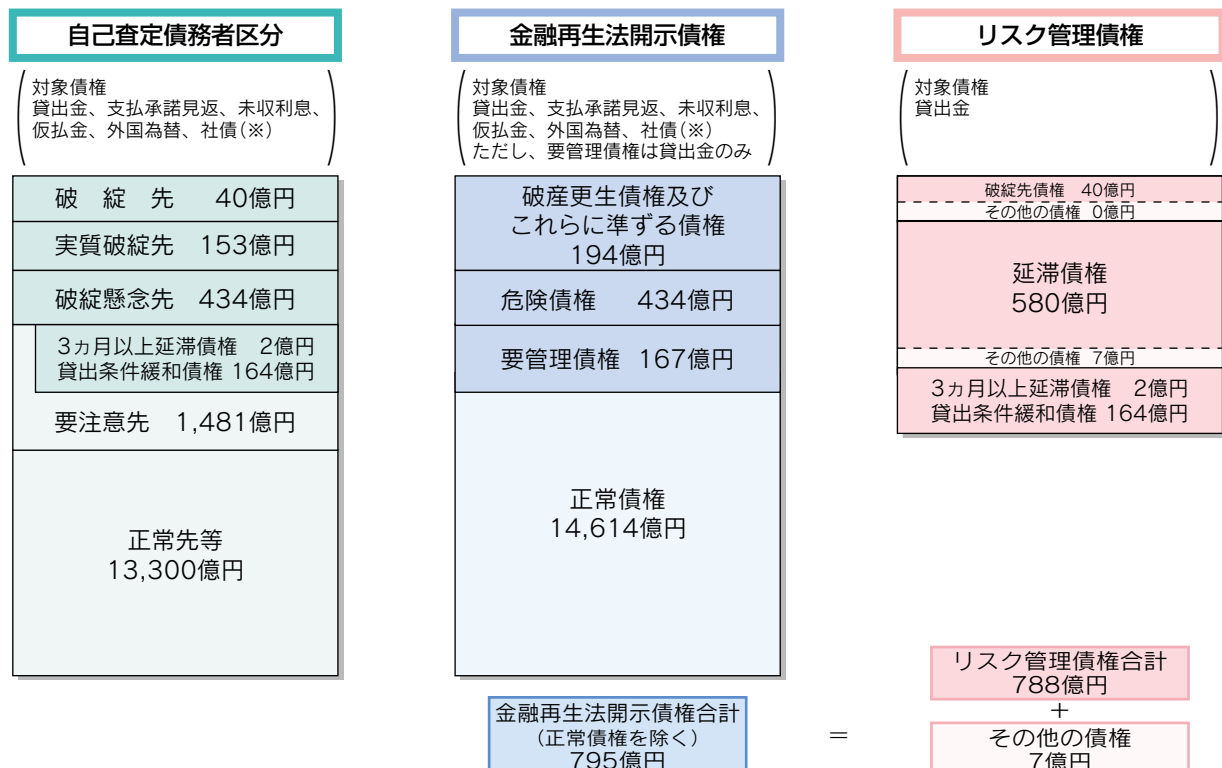 自己査定債務者区分
対象債権
貸出金、支払承諾見返、未収利息、
仮払金、外国為替、社債(※)
破綻先 40億円
実質破綻先 153億円
破綻懸念先 434億円
3ヵ月以上延滞債権 2億円
貸出条件緩和債権 164億円
要注意先 1,481億円
正常先等
13,300億円
金融再生法開示債権
対象債権
貸出金、支払承諾見返、未収利息、
仮払金、外国為替、社債(※)
ただし、要管理債権は貸出金のみ
破産更生債権及び
これらに準ずる債権
194億円
危険債権 434億円
要管理債権 167億円
正常債権
14,614億円
金融再生法開示債権合計
(正常債権を除く)
795億円
=
リスク管理債権
対象債権
貸出金
破綻先債権 40億円
その他の債権 0億円
延滞債権
580億円
その他の債権 7億円
3ヵ月以上延滞債権 2億円
貸出条件緩和債権 164億円
リスク管理債権合計
788億円
+
その他の債権
7億円